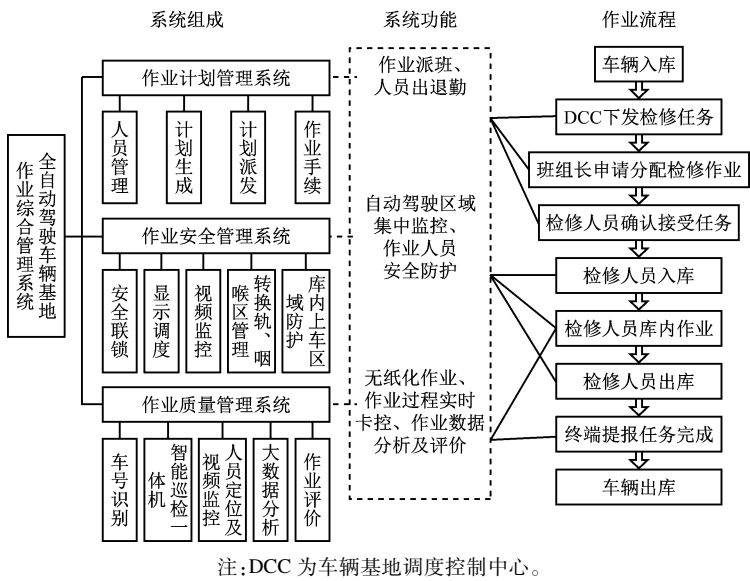 系统组成
系统功能
作业流程
全自动驾驶车辆基地
作业综合管理系统
作业计划管理系统
人员管理
计划生成
计划派发
作业手续
作业安全管理系统
安全联锁
显示调度
视频监控
转换轨、咽
喉区管理
库内上车区
域防护
作业质量管理系统
车号识别
智能巡检一
体机
人员定位及
视频监控
大数据分析
作业评价
作业派班、
人员出退勤
自动驾驶区域
集中监控、
作业人员
安全防护
无纸化作业、
作业过程实时
卡控、作业数据
分析及评价
车辆入库
DCC下发检修任务
班组长申请分配检修作业
检修人员确认接受任务
检修人员入库
检修人员库内作业
检修人员出库
终端提报任务完成
车辆出库
注:DCC 为车辆基地调度控制中心。